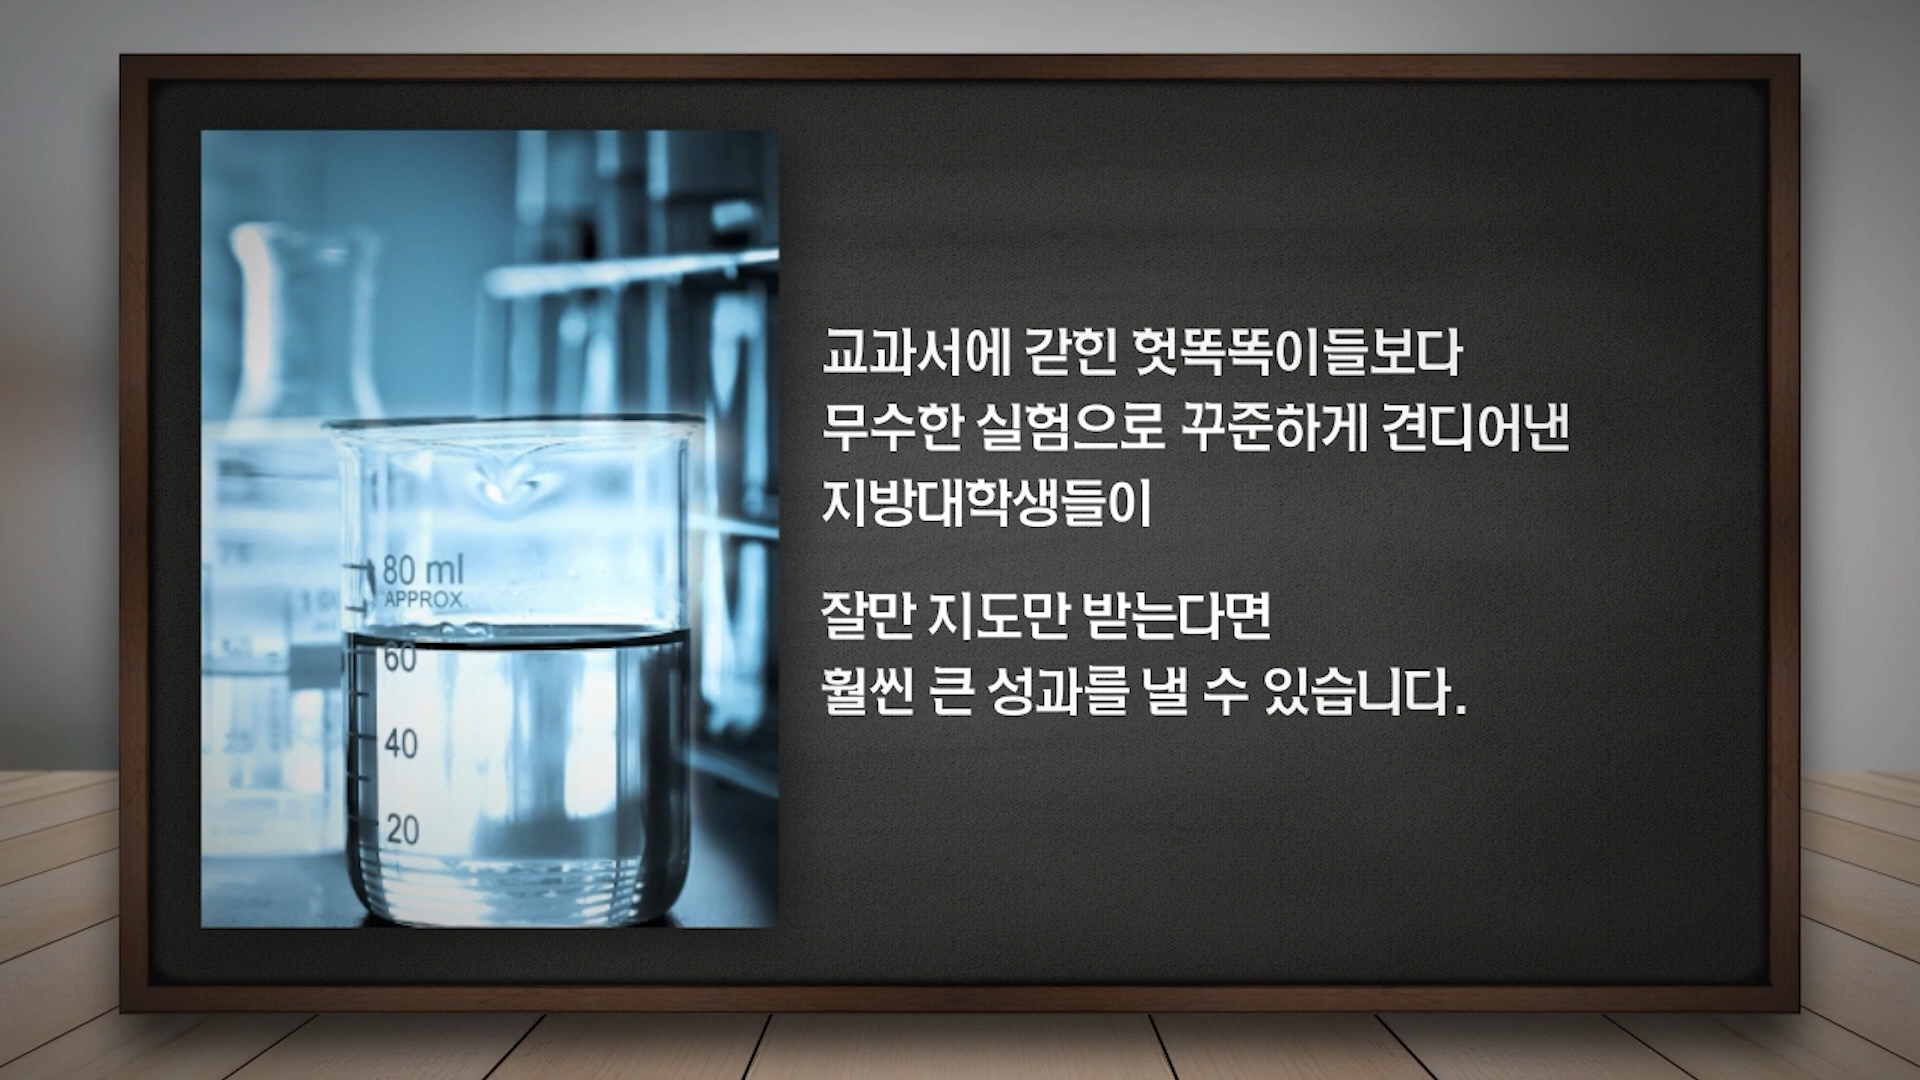 교과서에 갇힌 헛똑똑이들보다
무수한 실험으로 꾸준하게 견디어낸
지방대학생들이
잘만 지도만 받는다면
훨씬 큰 성과를 낼 수 있습니다.
80 ml
APPROX.
60
40
20